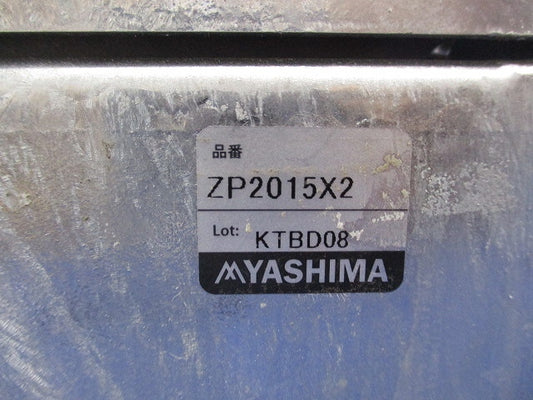 品番
ZP2015X2
Lot: KTBD08
YASHIMA